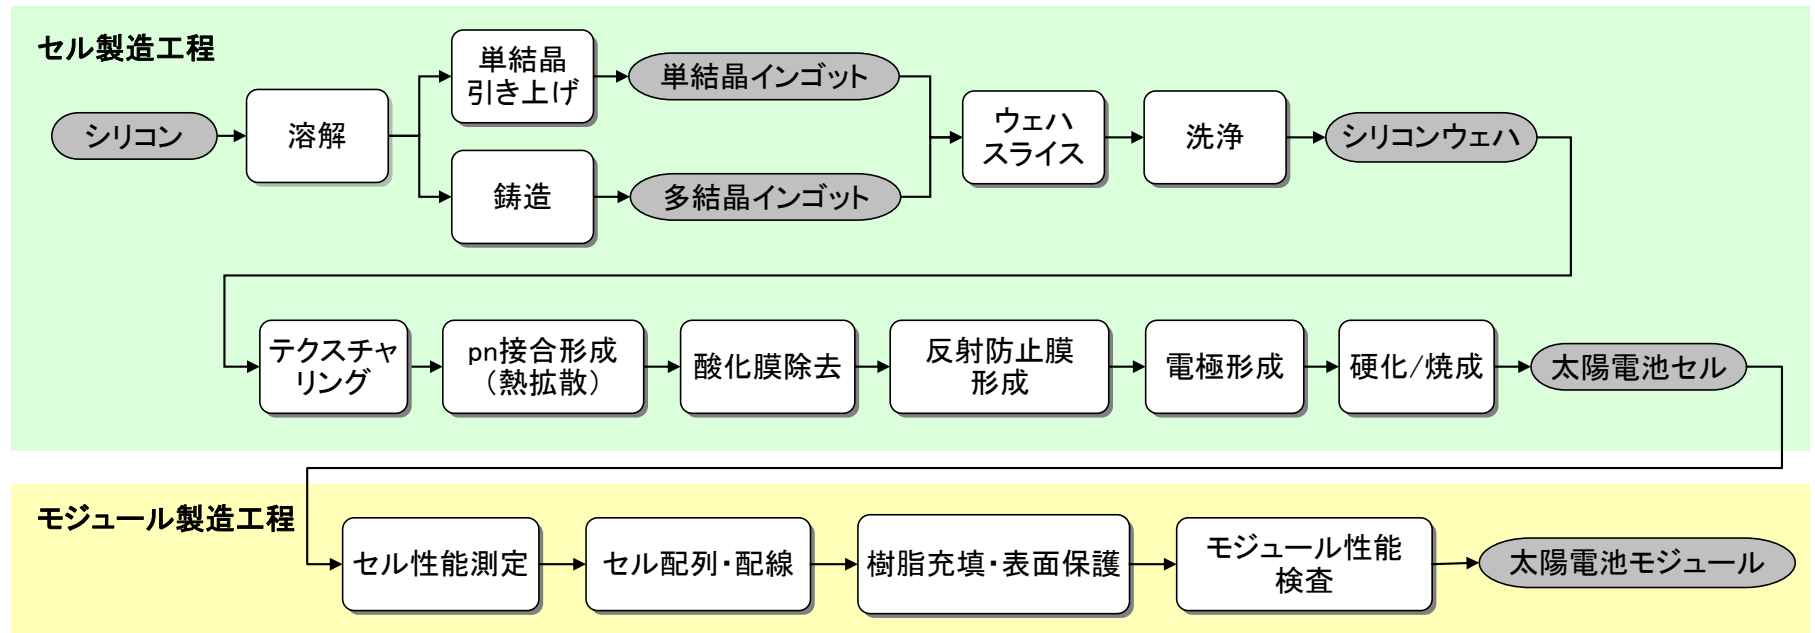 セル製造工程
シリコン
溶解
単結晶
引き上げ
単結晶インゴット
鋳造
多結晶インゴット
ウェハ
スライス
洗浄
シリコンウェハ
テクスチャ
リング
pn接合形成
（熱拡散）
酸化膜除去
反射防止膜
形成
電極形成
硬化/焼成
太陽電池セル
モジュール製造工程
セル性能測定
セル配列・配線
樹脂充填・表面保護
モジュール性能
検査
太陽電池モジュール